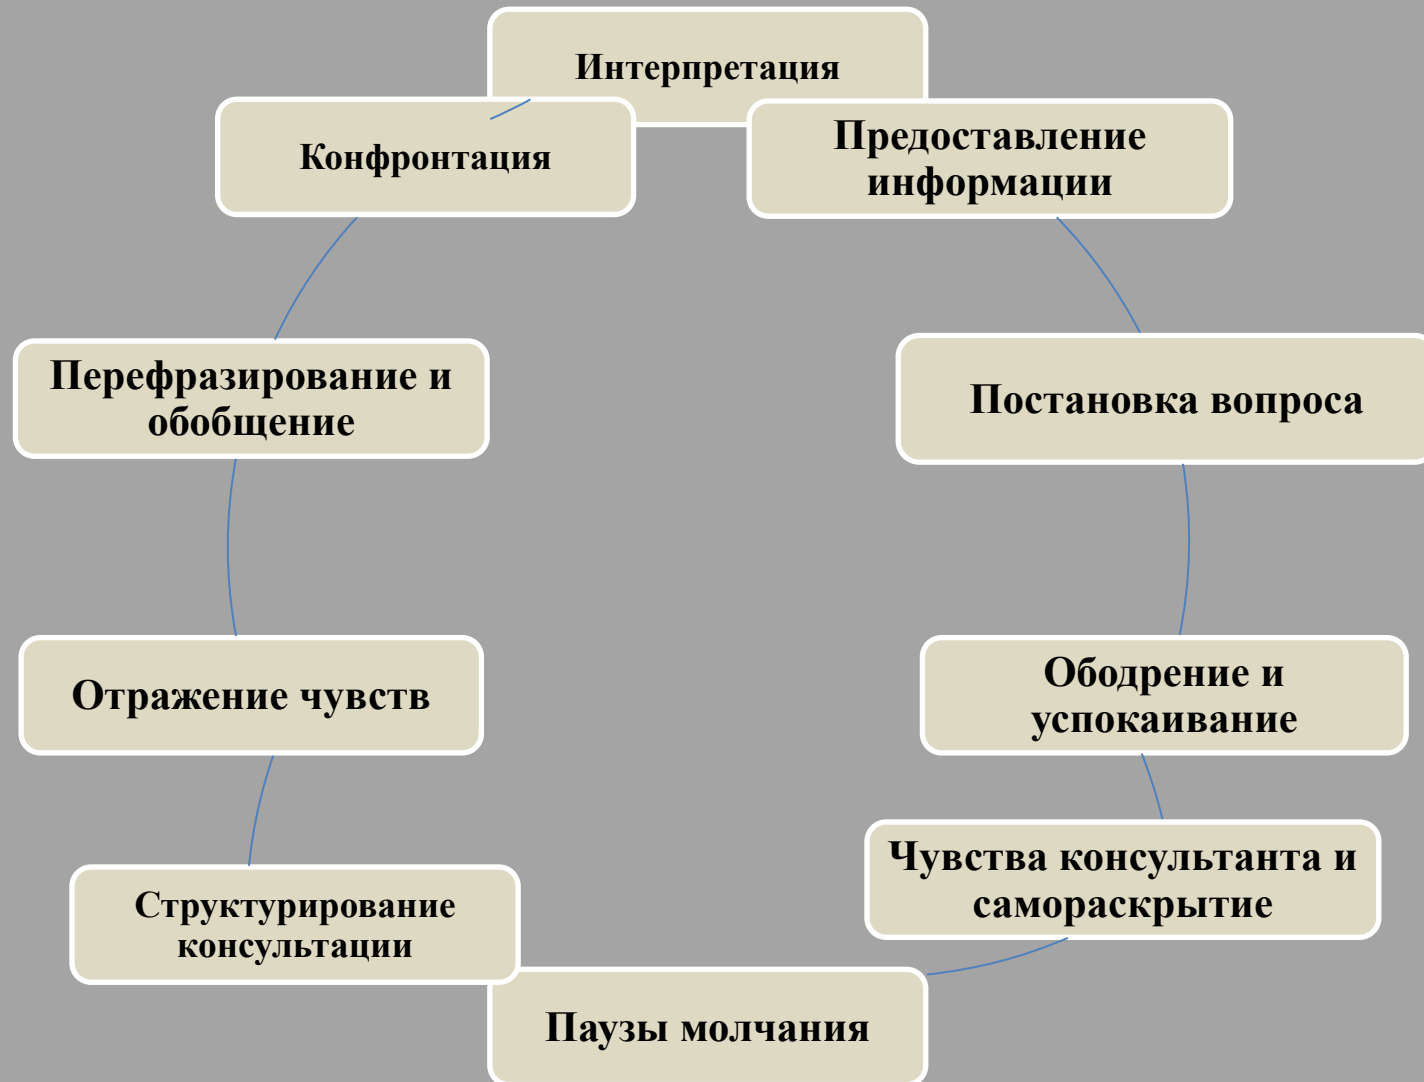 Интерпретация
Предоставление
информации
Конфронтация
Перефразирование и
обобщение
Постановка вопроса
Отражение чувств
Ободрение и
успокаивание
Чувства консультанта и
самораскрытие
Структурирование
консультации
Паузы молчания